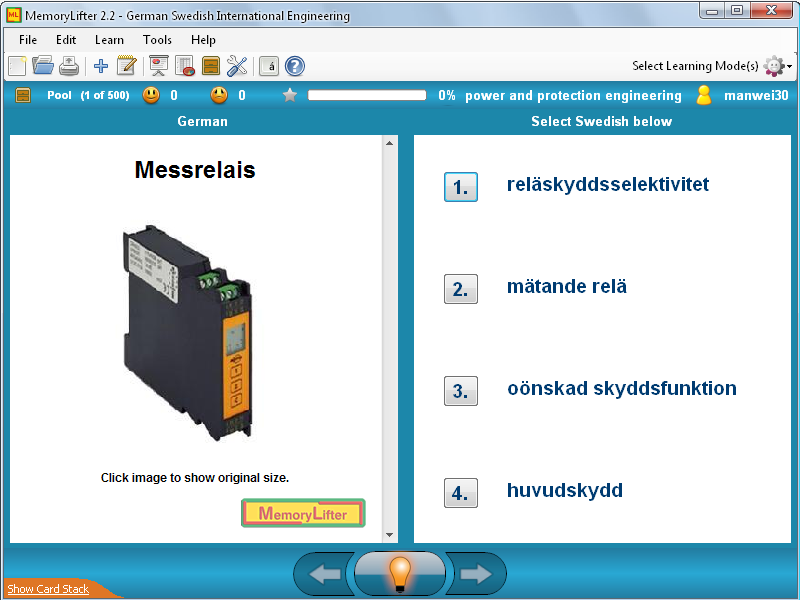 MemoryLifter 2.2 - German Swedish International Engineering
File Edit Learn Tools Help
á ? Select Learning Mode(s)
Pool (1 of 500) 0 0 0% power and protection engineering manwei30
German
Select Swedish below
Messrelais
Click image to show original size.
MemoryLifter
1. reläskyddsselektivitet
2. mätande relä
3. oönskad skyddsfunktion
4. huvudskydd
Show Card Stack